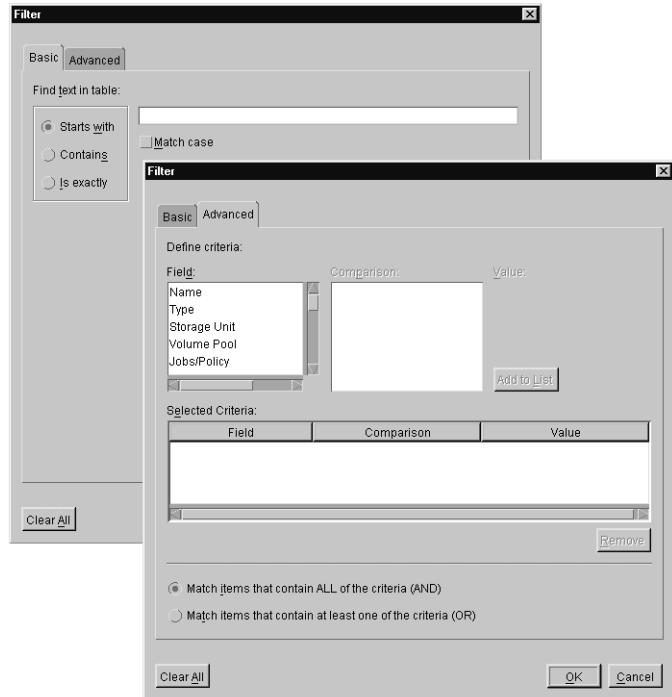 Filter
Basic
Advanced
Find text in table:
Starts with
Contains
Is exactly
Match case
Clear All
Filter
Basic
Advanced
Define criteria:
Field:
Comparison:
Value:
Name
Type
Storage Unit
Volume Pool
Jobs/Policy
Add to List
Selected Criteria:
Field
Comparison
Value
Remove
Match items that contain ALL of the criteria (AND)
Match items that contain at least one of the criteria (OR)
Clear All
OK
Cancel